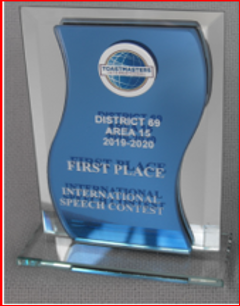 TOASTMASTERS
DISTRICT 69
AREA 15
2019-2020
FIRST PLACE
INTERNATIONAL
SPEECH CONTEST